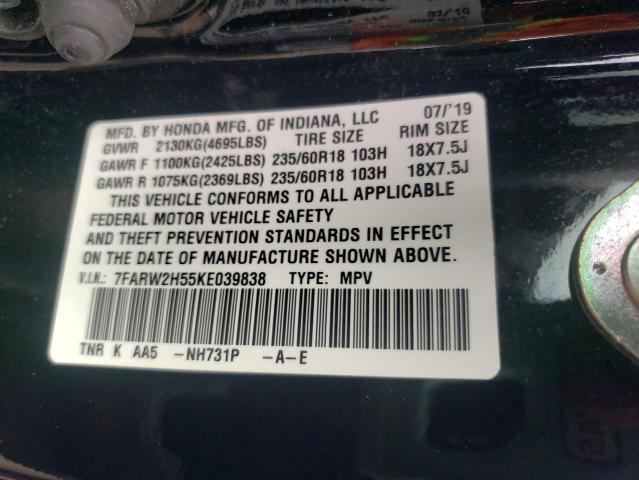 07/'19
MFD. BY HONDA MFG. OF INDIANA, LLC 07/'19
GVWR 2130KG(4695LBS) TIRE SIZE RIM SIZE
GAWR F 1100KG(2425LBS) 235/60R18 103H 18X7.5J
GAWR R 1075KG(2369LBS) 235/60R18 103H 18X7.5J
THIS VEHICLE CONFORMS TO ALL APPLICABLE
FEDERAL MOTOR VEHICLE SAFETY
AND THEFT PREVENTION STANDARDS IN EFFECT
ON THE DATE OF MANUFACTURE SHOWN ABOVE.
V.I.N.: 7FARW2H55KE039838 TYPE: MPV
TNR K AA5 -NH731P -A-E